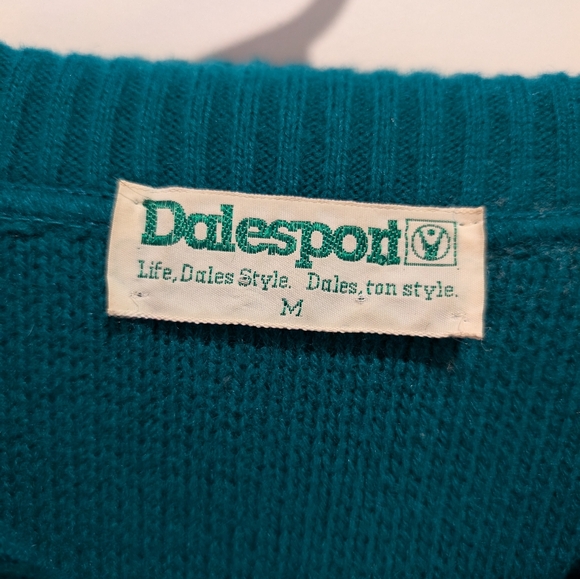 Dalesport
Life, Dales Style. Dales, ton style.
M